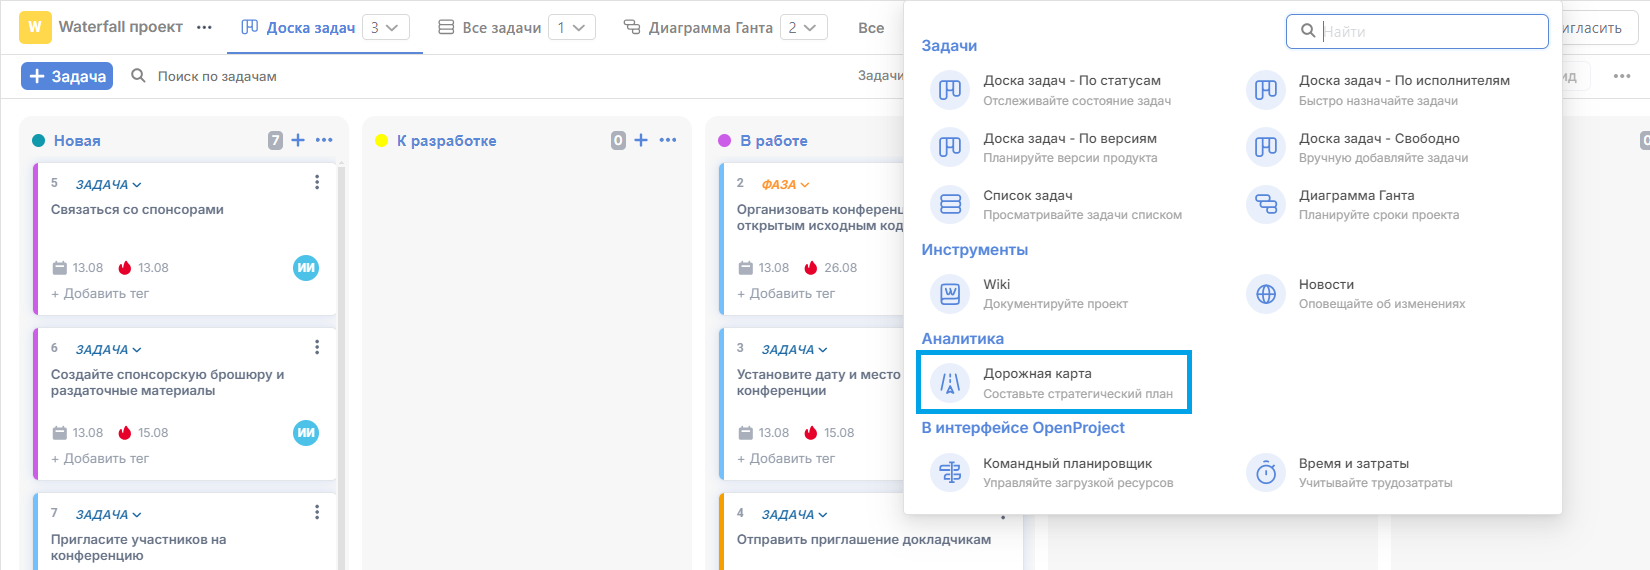 W Waterfall проект
Доска задач 3
Все задачи 1
Диаграмма Ганта 2
Все
игласить
Задача
Поиск по задачам
Задачи
ид
Новая 7
5 ЗАДАЧА
Связаться со спонсорами
13.08 13.08
ИИ
+ Добавить тег
6 ЗАДАЧА
Создайте спонсорскую брошюру и
раздаточные материалы
13.08 15.08
ИИ
+ Добавить тег
7 ЗАДАЧА
Пригласите участников на
конференцию
К разработке 0
В работе
2 ФАЗА
Организовать конференц
открытым исходным код
13.08 26.08
+ Добавить тег
3 ЗАДАЧА
Установите дату и место
конференции
13.08 15.08
+ Добавить тег
4 ЗАДАЧА
Отправить приглашение докладчикам
0
Найти
Задачи
Доска задач - По статусам
Отслеживайте состояние задач
Доска задач - По исполнителям
Быстро назначайте задачи
Доска задач - По версиям
Планируйте версии продукта
Доска задач - Свободно
Вручную добавляйте задачи
Список задач
Просматривайте задачи списком
Диаграмма Ганта
Планируйте сроки проекта
Инструменты
Wiki
Документируйте проект
Новости
Оповещайте об изменениях
Аналитика
Дорожная карта
Составьте стратегический план
В интерфейсе OpenProject
Командный планировщик
Управляйте загрузкой ресурсов
Время и затраты
Учитывайте трудозатраты